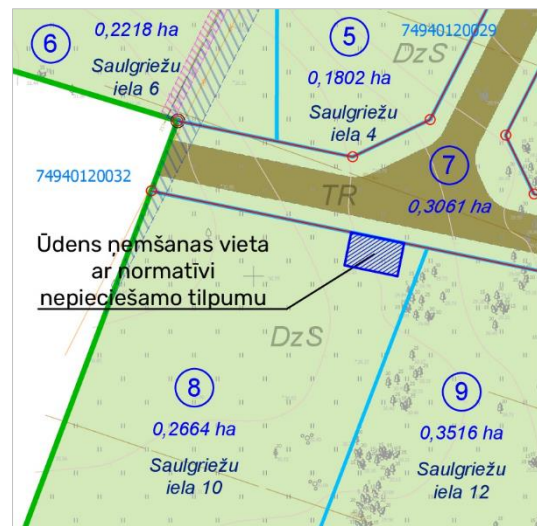 6
0,2218 ha
Saulgriežu
iela 6
5
0,1802 ha
Saulgriežu
iela 4
74940120029
DzS
74940120032
7
0,3061 ha
TR
Ūdens ņemšanas vieta
ar normatīvi
nepieciešamo tilpumu
DzS
8
0,2664 ha
Saulgriežu
iela 10
9
0,3516 ha
Saulgriežu
iela 12